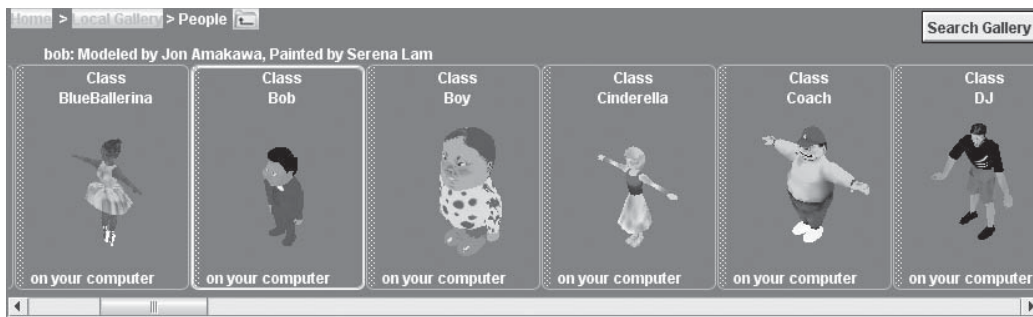 Home > Local Gallery > People
Search Gallery
bob: Modeled by Jon Amakawa, Painted by Serena Lam
Class
BlueBallerina
on your computer
Class
Bob
on your computer
Class
Boy
on your computer
Class
Cinderella
on your computer
Class
Coach
on your computer
Class
DJ
on your computer